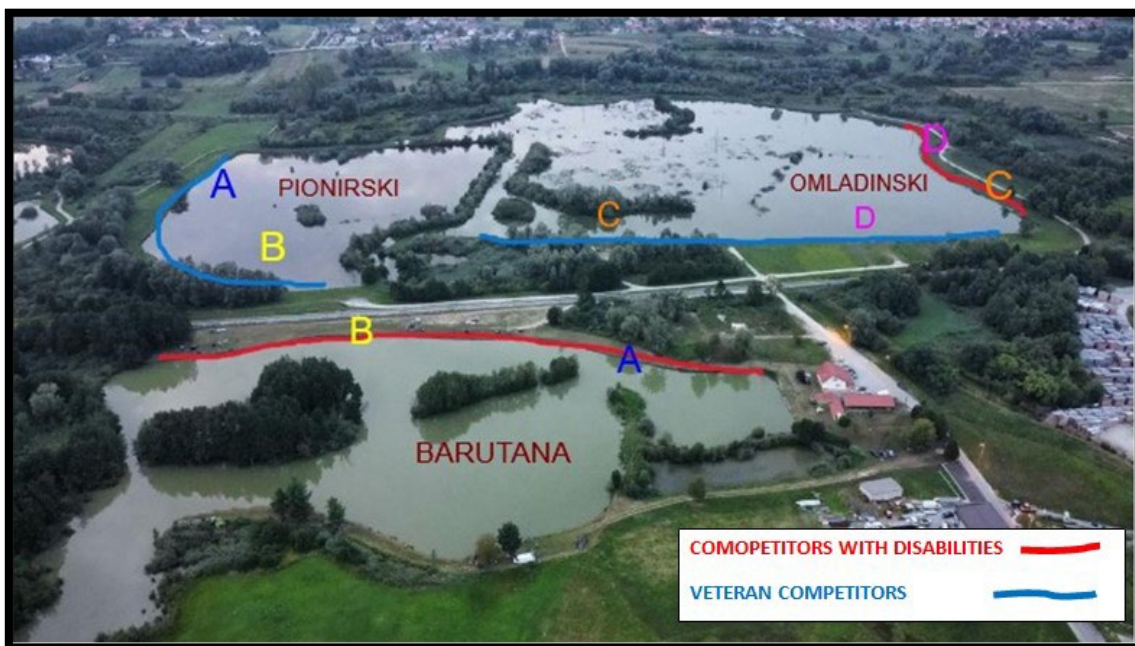 D
A
PIONIRSKI
OMLADINSKI
C
C
D
B
B
A
BARUTANA
COMOPETITORS WITH DISABILITIES
VETERAN COMPETITORS